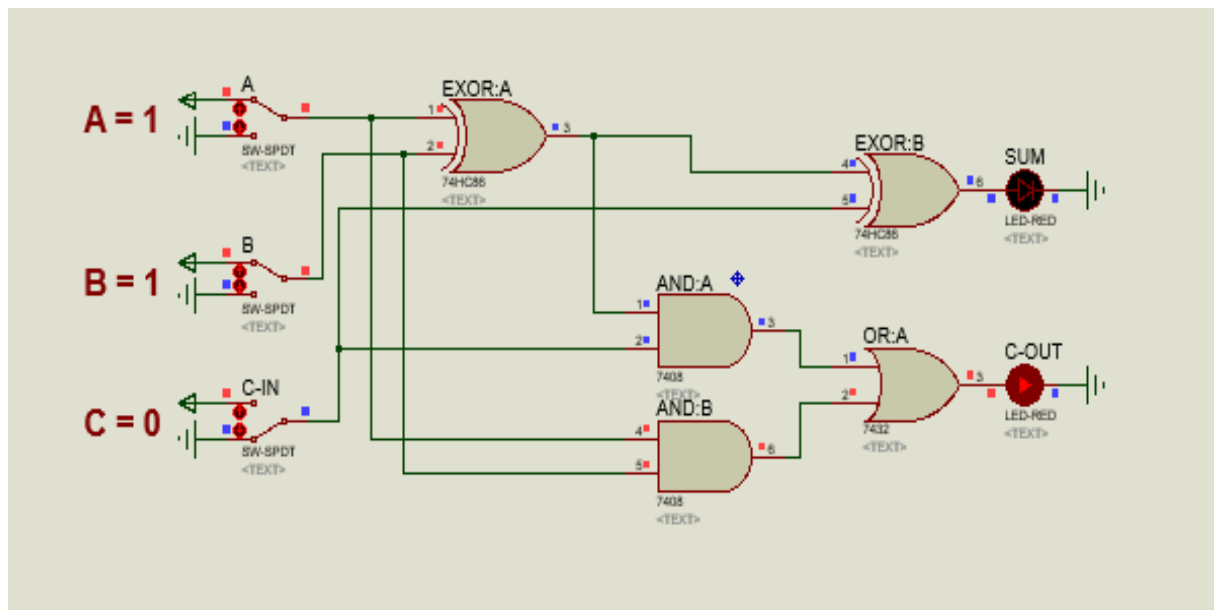 A = 1
A
SW-SPDT
<TEXT>
B = 1
B
SW-SPDT
<TEXT>
C = 0
C-IN
SW-SPDT
<TEXT>
EXOR:A
1
2
3
74HC86
<TEXT>
EXOR:B
4
5
6
74HC86
<TEXT>
SUM
LED-RED
<TEXT>
AND:A
1
2
3
7408
<TEXT>
AND:B
4
5
6
7408
<TEXT>
OR:A
1
2
3
7432
<TEXT>
C-OUT
LED-RED
<TEXT>